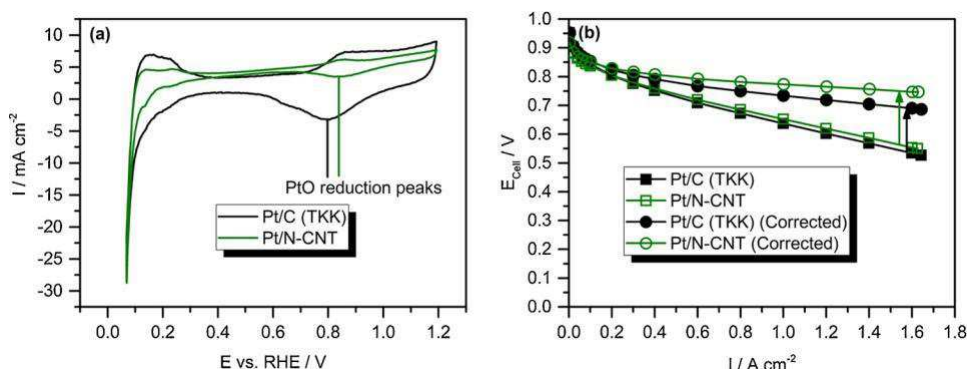 (a)
I / mA cm-2
10
5
0
-5
-10
-15
-20
-25
-30
PtO reduction peaks
Pt/C (TKK)
Pt/N-CNT
0.0 0.2 0.4 0.6 0.8 1.0 1.2
E vs. RHE / V
(b)
ECell / V
1.0
0.9
0.8
0.7
0.6
0.5
0.4
0.3
0.2
0.1
0.0
Pt/C (TKK)
Pt/N-CNT
Pt/C (TKK) (Corrected)
Pt/N-CNT (Corrected)
0.0 0.2 0.4 0.6 0.8 1.0 1.2 1.4 1.6 1.8
I / A cm-2